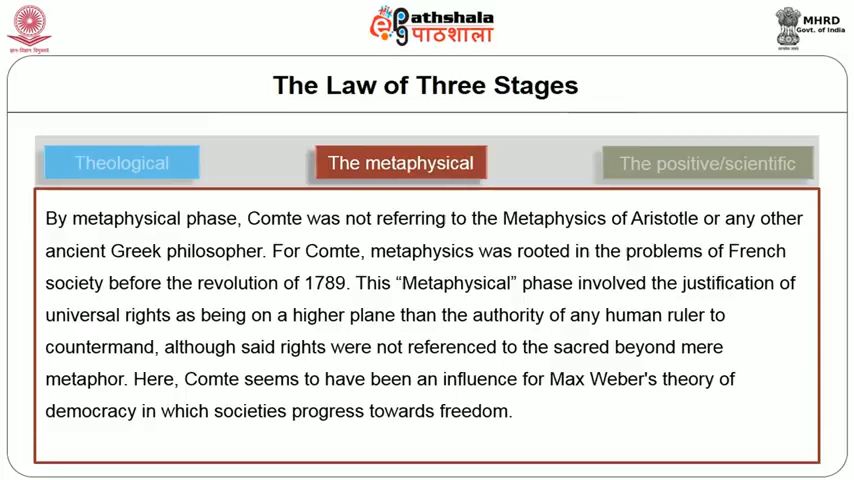 ePathshala
पाठशाला
MHRD
Govt. of India
The Law of Three Stages
Theological
The metaphysical
The positive/scientific
By metaphysical phase, Comte was not referring to the Metaphysics of Aristotle or any other
ancient Greek philosopher. For Comte, metaphysics was rooted in the problems of French
society before the revolution of 1789. This “Metaphysical” phase involved the justification of
universal rights as being on a higher plane than the authority of any human ruler to
countermand, although said rights were not referenced to the sacred beyond mere
metaphor. Here, Comte seems to have been an influence for Max Weber's theory of
democracy in which societies progress towards freedom.